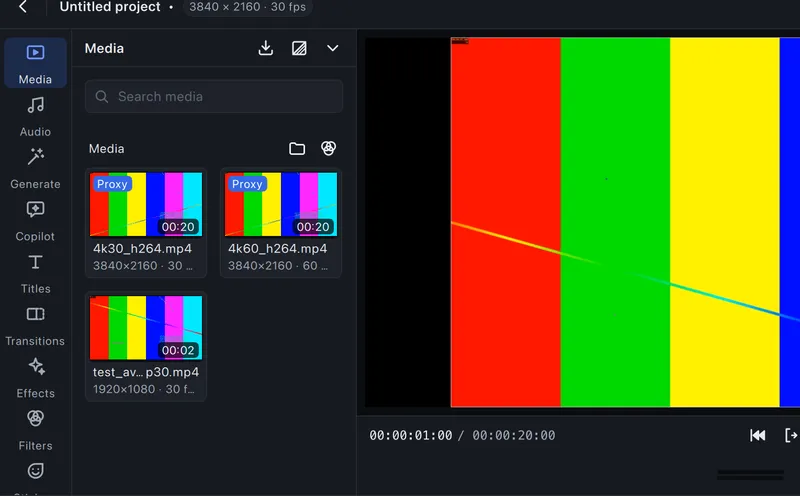 Untitled project • 3840 × 2160 · 30 fps
Media
Audio
Generate
Copilot
Titles
Transitions
Effects
Filters
Media
Search media
Media
Proxy
00:20
4k30_h264.mp4
3840×2160 · 30 ...
Proxy
00:20
4k60_h264.mp4
3840×2160 · 60 ...
00:02
test_av...p30.mp4
1920×1080 · 30 f...
00:00:01:00 / 00:00:20:00